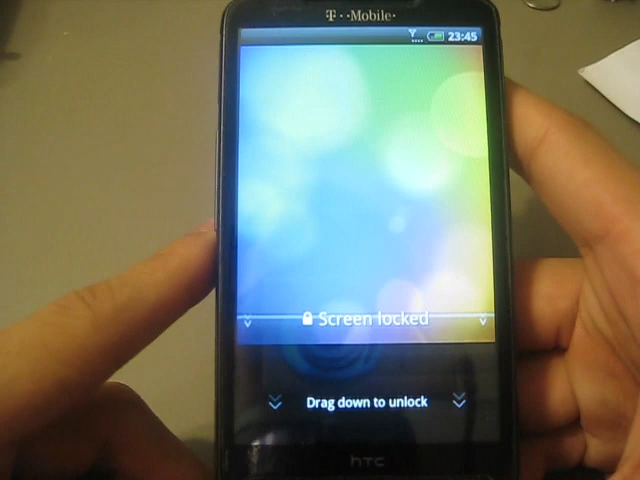 T··Mobile·
23:45
Screen locked
Drag down to unlock
hTC